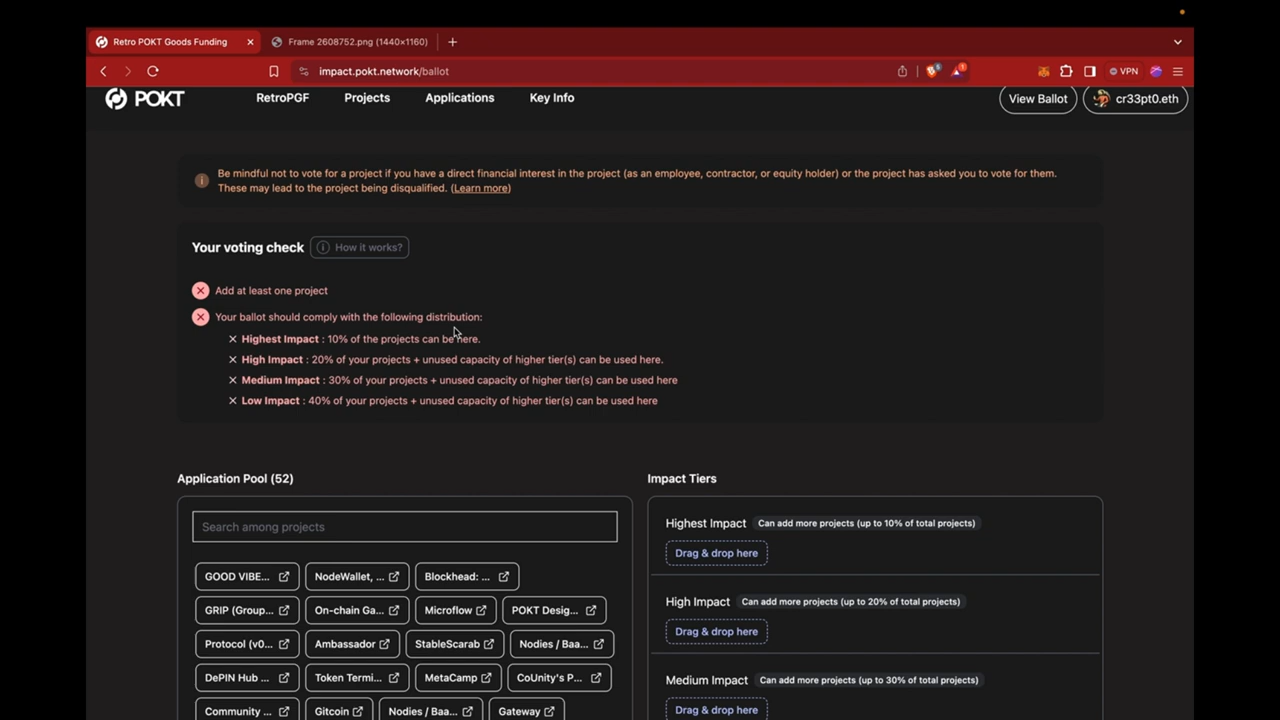 Retro POKT Goods Funding
Frame 2608752.png (1440×1160)
impact.pokt.network/ballot
VPN
POKT
RetroPGF
Projects
Applications
Key Info
View Ballot
cr33pt0.eth
Be mindful not to vote for a project if you have a direct financial interest in the project (as an employee, contractor, or equity holder) or the project has asked you to vote for them.
These may lead to the project being disqualified. (Learn more)
Your voting check
How it works?
Add at least one project
Your ballot should comply with the following distribution:
Highest Impact : 10% of the projects can be here.
High Impact : 20% of your projects + unused capacity of higher tier(s) can be used here.
Medium Impact : 30% of your projects + unused capacity of higher tier(s) can be used here
Low Impact : 40% of your projects + unused capacity of higher tier(s) can be used here
Application Pool (52)
Search among projects
GOOD VIBE...
NodeWallet, ...
Blockhead: ...
GRIP (Group...
On-chain Ga...
Microflow
POKT Desig...
Protocol (v0...
Ambassador
StableScarab
Nodies / Baa...
DePIN Hub ...
Token Termi...
MetaCamp
CoUnity's P...
Community ...
Gitcoin
Nodies / Baa...
Gateway
Impact Tiers
Highest Impact
Can add more projects (up to 10% of total projects)
Drag & drop here
High Impact
Can add more projects (up to 20% of total projects)
Drag & drop here
Medium Impact
Can add more projects (up to 30% of total projects)
Drag & drop here